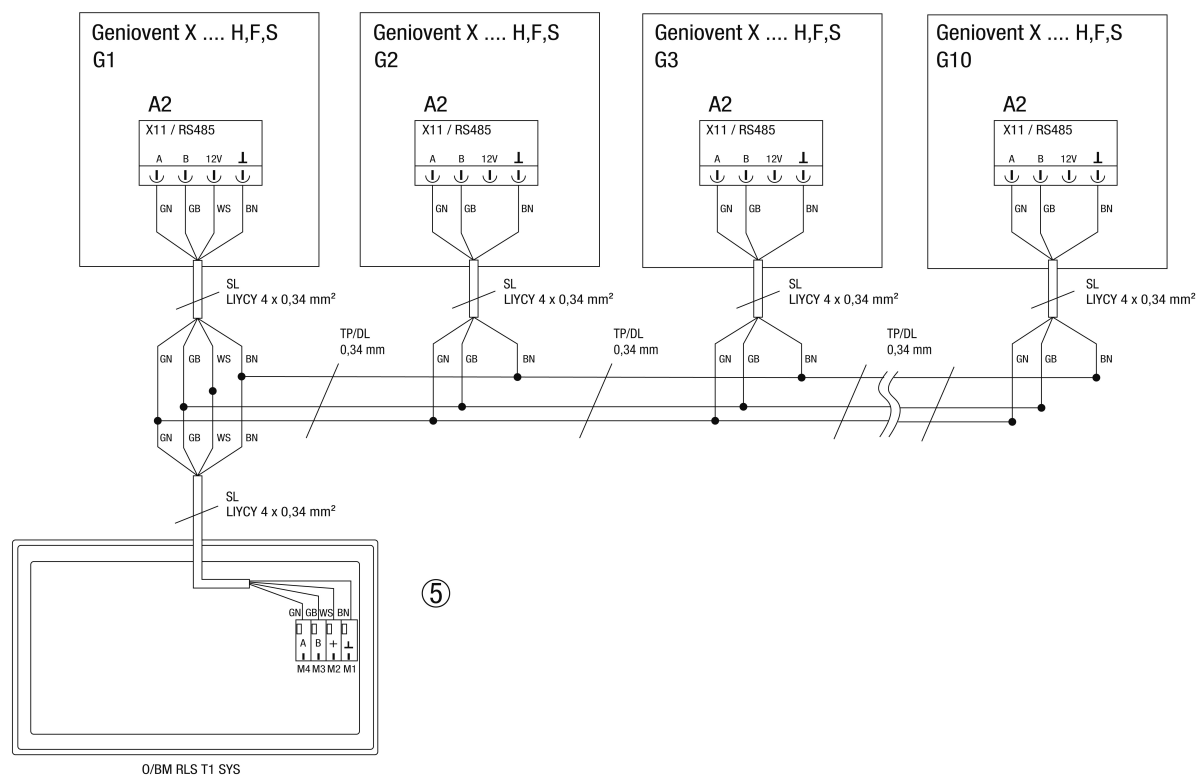 Geniovent X .... H,F,S
G1
A2
X11 / RS485
A B 12V ⊥
GN GB WS BN
SL
LIYCY 4 x 0,34 mm²
Geniovent X .... H,F,S
G2
A2
X11 / RS485
A B 12V ⊥
GN GB BN
SL
LIYCY 4 x 0,34 mm²
Geniovent X .... H,F,S
G3
A2
X11 / RS485
A B 12V ⊥
GN GB BN
SL
LIYCY 4 x 0,34 mm²
Geniovent X .... H,F,S
G10
A2
X11 / RS485
A B 12V ⊥
GN GB BN
SL
LIYCY 4 x 0,34 mm²
TP/DL
0,34 mm
TP/DL
0,34 mm
TP/DL
0,34 mm
GN GB WS BN
GN GB BN
GN GB BN
GN GB BN
GN GB WS BN
SL
LIYCY 4 x 0,34 mm²
⑤
GN GB WS BN
A B + ⊥
M4 M3 M2 M1
O/BM RLS T1 SYS